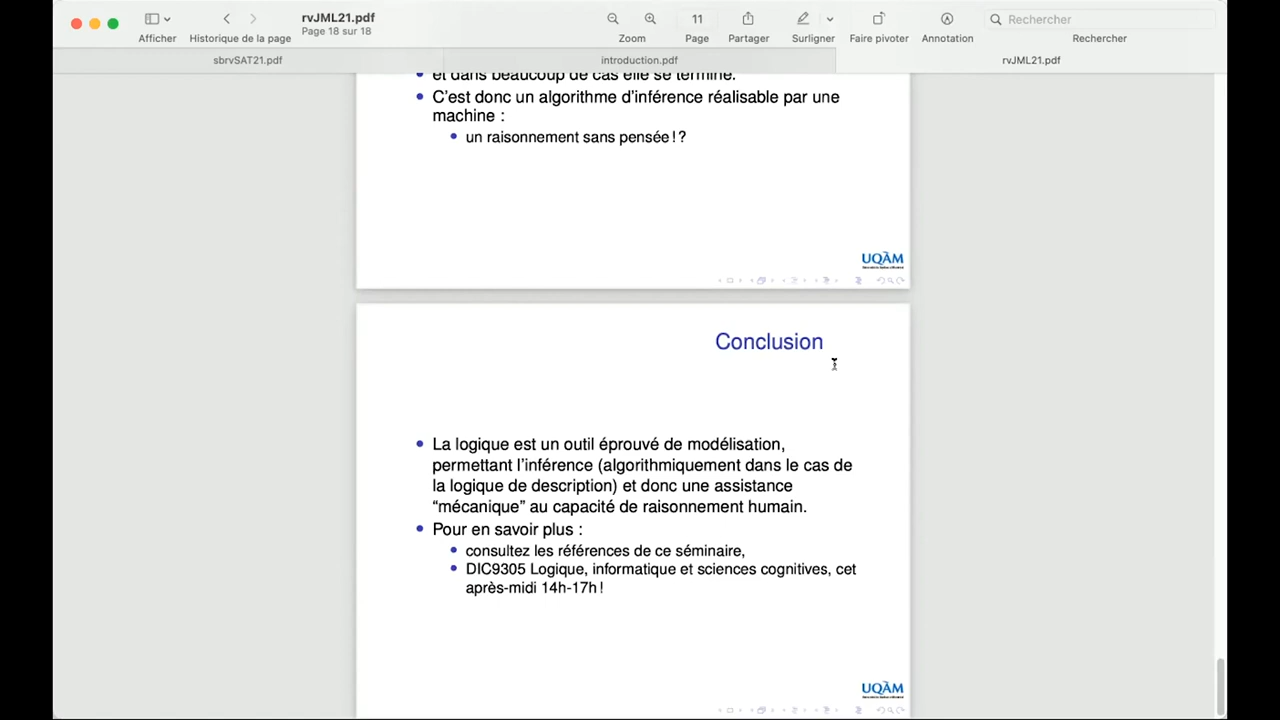 rvJML21.pdf
Page 18 sur 18
11
Rechercher
Afficher
Historique de la page
Zoom
Page
Partager
Surligner
Faire pivoter
Annotation
Rechercher
sbrvSAT21.pdf
introduction.pdf
rvJML21.pdf
et dans beaucoup de cas elle se termine.
C'est donc un algorithme d'inférence réalisable par une
machine :
un raisonnement sans pensée ! ?
UQÀM
Conclusion
La logique est un outil éprouvé de modélisation,
permettant l'inférence (algorithmiquement dans le cas de
la logique de description) et donc une assistance
“mécanique” au capacité de raisonnement humain.
Pour en savoir plus :
consultez les références de ce séminaire,
DIC9305 Logique, informatique et sciences cognitives, cet
après-midi 14h-17h !
UQÀM